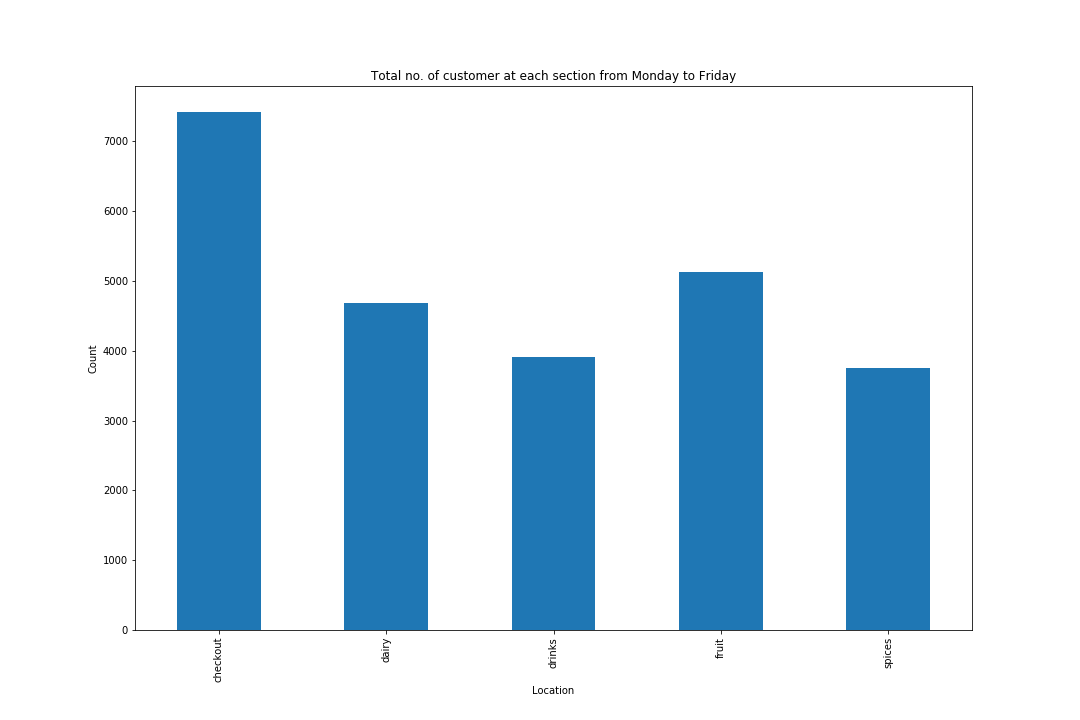 Total no. of customer at each section from Monday to Friday
7000
6000
5000
4000
3000
2000
1000
0
Count
checkout
dairy
drinks
fruit
spices
Location